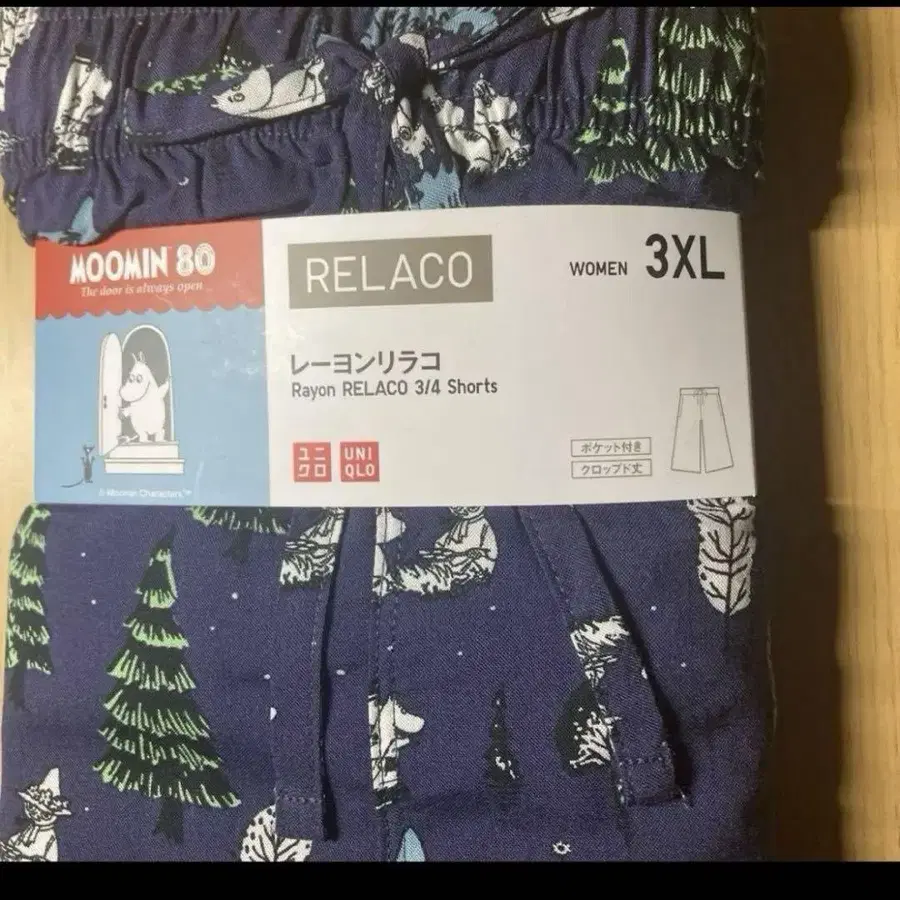 MOOMIN 80
The door is always open
© Moomin Characters™
RELACO
WOMEN 3XL
レーヨンリラコ
Rayon RELACO 3/4 Shorts
ユニ
クロ
UNI
QLO
ポケット付き
クロップド丈